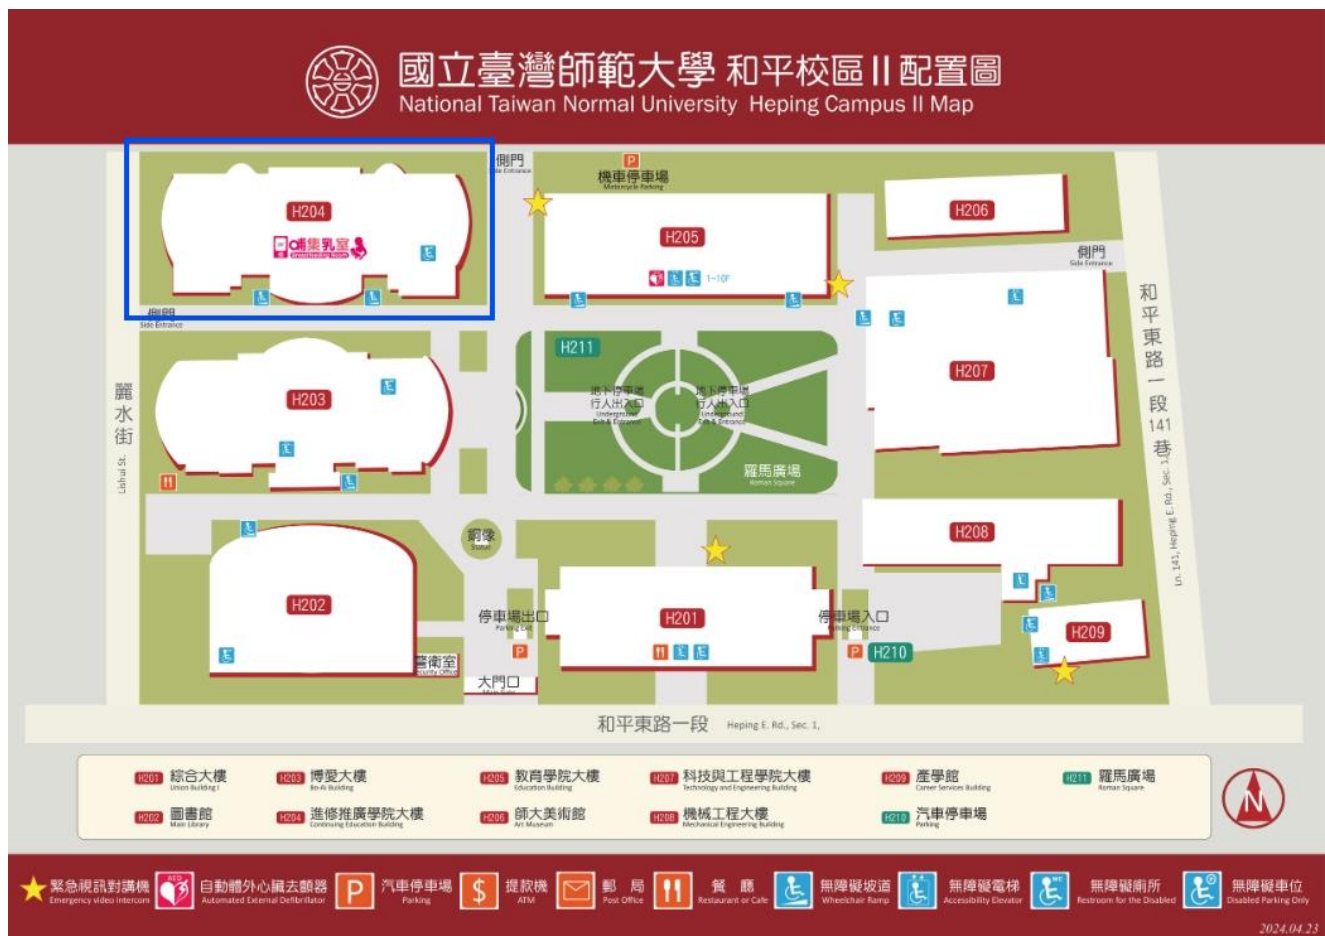 國立臺灣師範大學 和平校區 II 配置圖
National Taiwan Normal University Heping Campus II Map
側門
Side Entrance
P
機車停車場
Motorcycle Parking
H204
哺集乳室
Breastfeeding Room
H205
1-10F
H206
側門
Side Entrance
側門
Side Entrance
H211
地下停車場
行人出入口
Underground
Exit & Entrance
地下停車場
行人出入口
Underground
Exit & Entrance
羅馬廣場
Roman Square
H203
H207
麗水街
Lishui St.
和平東路一段141巷
Ln. 141, Heping E. Rd., Sec. 1,
銅像
Statue
H208
H202
停車場出口
Parking Exit
P
H201
停車場入口
Parking Entrance
P
H210
H209
警衛室
Security Office
大門口
Main Gate
和平東路一段 Heping E. Rd., Sec. 1,
H201 綜合大樓
Union Building I
H203 博愛大樓
Bo-Ai Building
H205 教育學院大樓
Education Building
H207 科技與工程學院大樓
Technology and Engineering Building
H209 產學館
Career Services Building
H211 羅馬廣場
Roman Square
H202 圖書館
Main Library
H204 進修推廣學院大樓
Continuing Education Building
H206 師大美術館
Art Museum
H208 機械工程大樓
Mechanical Engineering Building
H210 汽車停車場
Parking
N
緊急視訊對講機
Emergency video intercom
AED
自動體外心臟去顫器
Automated External Defibrillator
P
汽車停車場
Parking
$
提款機
ATM
郵局
Post Office
餐廳
Restaurant or Cafe
無障礙坡道
Wheelchair Ramp
無障礙電梯
Accessibility Elevator
WC
無障礙廁所
Restroom for the Disabled
P
無障礙車位
Disabled Parking Only
2024.04.23